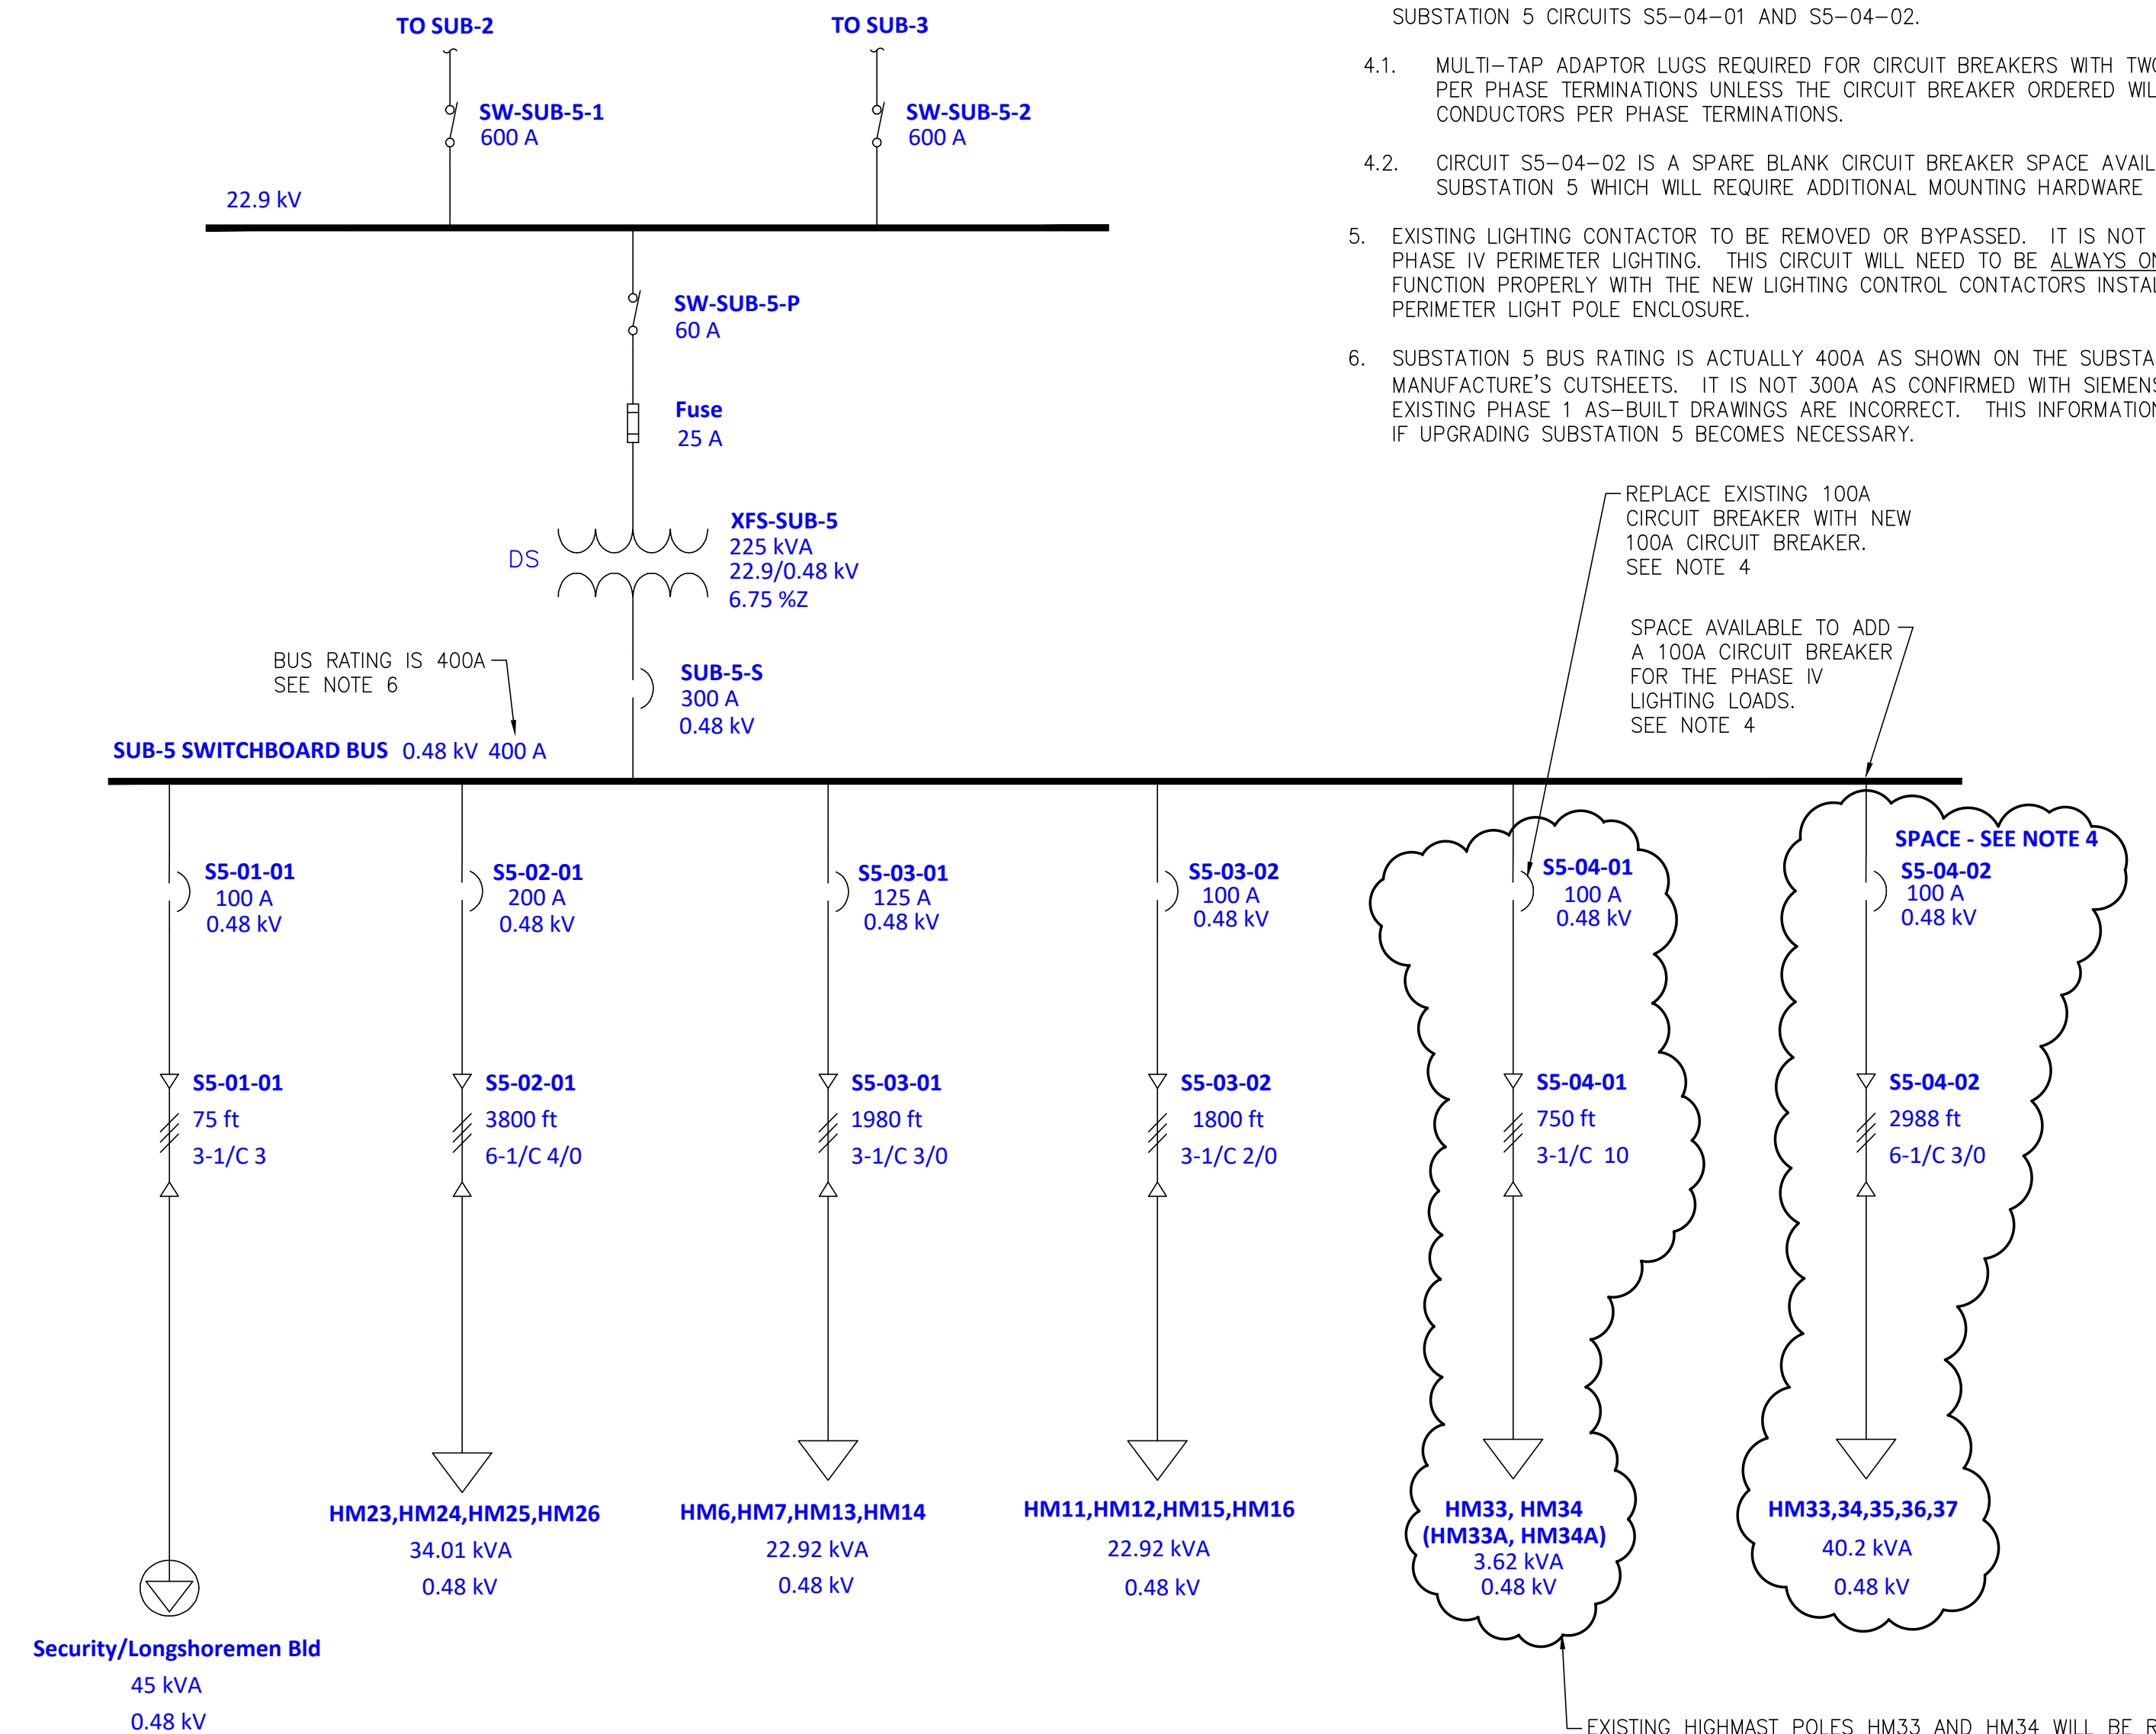 TO SUB-2
TO SUB-3
SW-SUB-5-1
600 A
SW-SUB-5-2
600 A
22.9 kV
SW-SUB-5-P
60 A
Fuse
25 A
DS
XFS-SUB-5
225 kVA
22.9/0.48 kV
6.75 %Z
BUS RATING IS 400A
SEE NOTE 6
SUB-5-S
300 A
0.48 kV
SUB-5 SWITCHBOARD BUS 0.48 kV 400 A
SUBSTATION 5 CIRCUITS S5-04-01 AND S5-04-02.
4.1. MULTI-TAP ADAPTOR LUGS REQUIRED FOR CIRCUIT BREAKERS WITH
PER PHASE TERMINATIONS UNLESS THE CIRCUIT BREAKER ORDERED
CONDUCTORS PER PHASE TERMINATIONS.
4.2. CIRCUIT S5-04-02 IS A SPARE BLANK CIRCUIT BREAKER SPACE
SUBSTATION 5 WHICH WILL REQUIRE ADDITIONAL MOUNTING HARDWARE
5. EXISTING LIGHTING CONTACTOR TO BE REMOVED OR BYPASSED. IT IS NOT
PHASE IV PERIMETER LIGHTING. THIS CIRCUIT WILL NEED TO BE ALWAYS ON
FUNCTION PROPERLY WITH THE NEW LIGHTING CONTROL CONTACTORS
PERIMETER LIGHT POLE ENCLOSURE.
6. SUBSTATION 5 BUS RATING IS ACTUALLY 400A AS SHOWN ON THE
MANUFACTURE'S CUTSHEETS. IT IS NOT 300A AS CONFIRMED WITH SIEMENS
EXISTING PHASE 1 AS-BUILT DRAWINGS ARE INCORRECT. THIS INFORMATION
IF UPGRADING SUBSTATION 5 BECOMES NECESSARY.
REPLACE EXISTING 100A
CIRCUIT BREAKER WITH NEW
100A CIRCUIT BREAKER.
SEE NOTE 4
SPACE AVAILABLE TO ADD
A 100A CIRCUIT BREAKER
FOR THE PHASE IV
LIGHTING LOADS.
SEE NOTE 4
S5-01-01
100 A
0.48 kV
S5-01-01
75 ft
3-1/C 3
Security/Longshoremen Bld
45 kVA
0.48 kV
S5-02-01
200 A
0.48 kV
S5-02-01
3800 ft
6-1/C 4/0
HM23,HM24,HM25,HM26
34.01 kVA
0.48 kV
S5-03-01
125 A
0.48 kV
S5-03-01
1980 ft
3-1/C 3/0
HM6,HM7,HM13,HM14
22.92 kVA
0.48 kV
S5-03-02
100 A
0.48 kV
S5-03-02
1800 ft
3-1/C 2/0
HM11,HM12,HM15,HM16
22.92 kVA
0.48 kV
S5-04-01
100 A
0.48 kV
S5-04-01
750 ft
3-1/C 10
HM33, HM34
(HM33A, HM34A)
3.62 kVA
0.48 kV
SPACE - SEE NOTE 4
S5-04-02
100 A
0.48 kV
S5-04-02
2988 ft
6-1/C 3/0
HM33,34,35,36,37
40.2 kVA
0.48 kV
EXISTING HIGHMAST POLES HM33 AND HM34 WILL BE